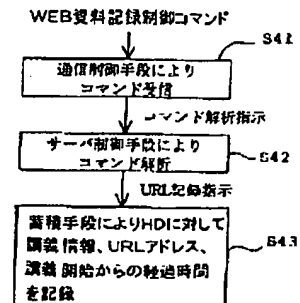 WEB資料記録制御コマンド
S41
通信制御手段により
コマンド受信
コマンド解析指示
サーバ制御手段により
コマンド解析
S42
URL記録指示
蓄積手段によりHDIに対して
講義情報、URLアドレス、
講義開始からの経過時間
を記録
S43